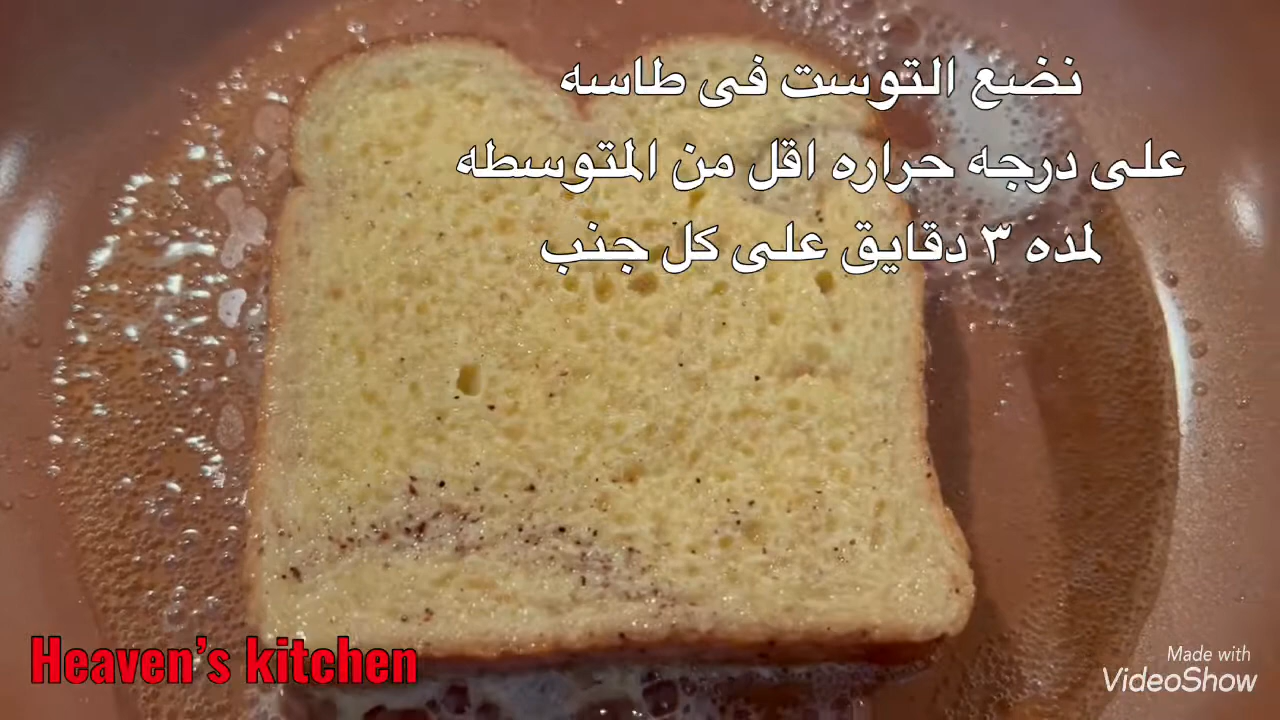 نضع التوست فى طاسه
على درجه حراره اقل من المتوسطه
لمده ٣ دقايق على كل جنب
Heaven's kitchen
Made with
VideoShow